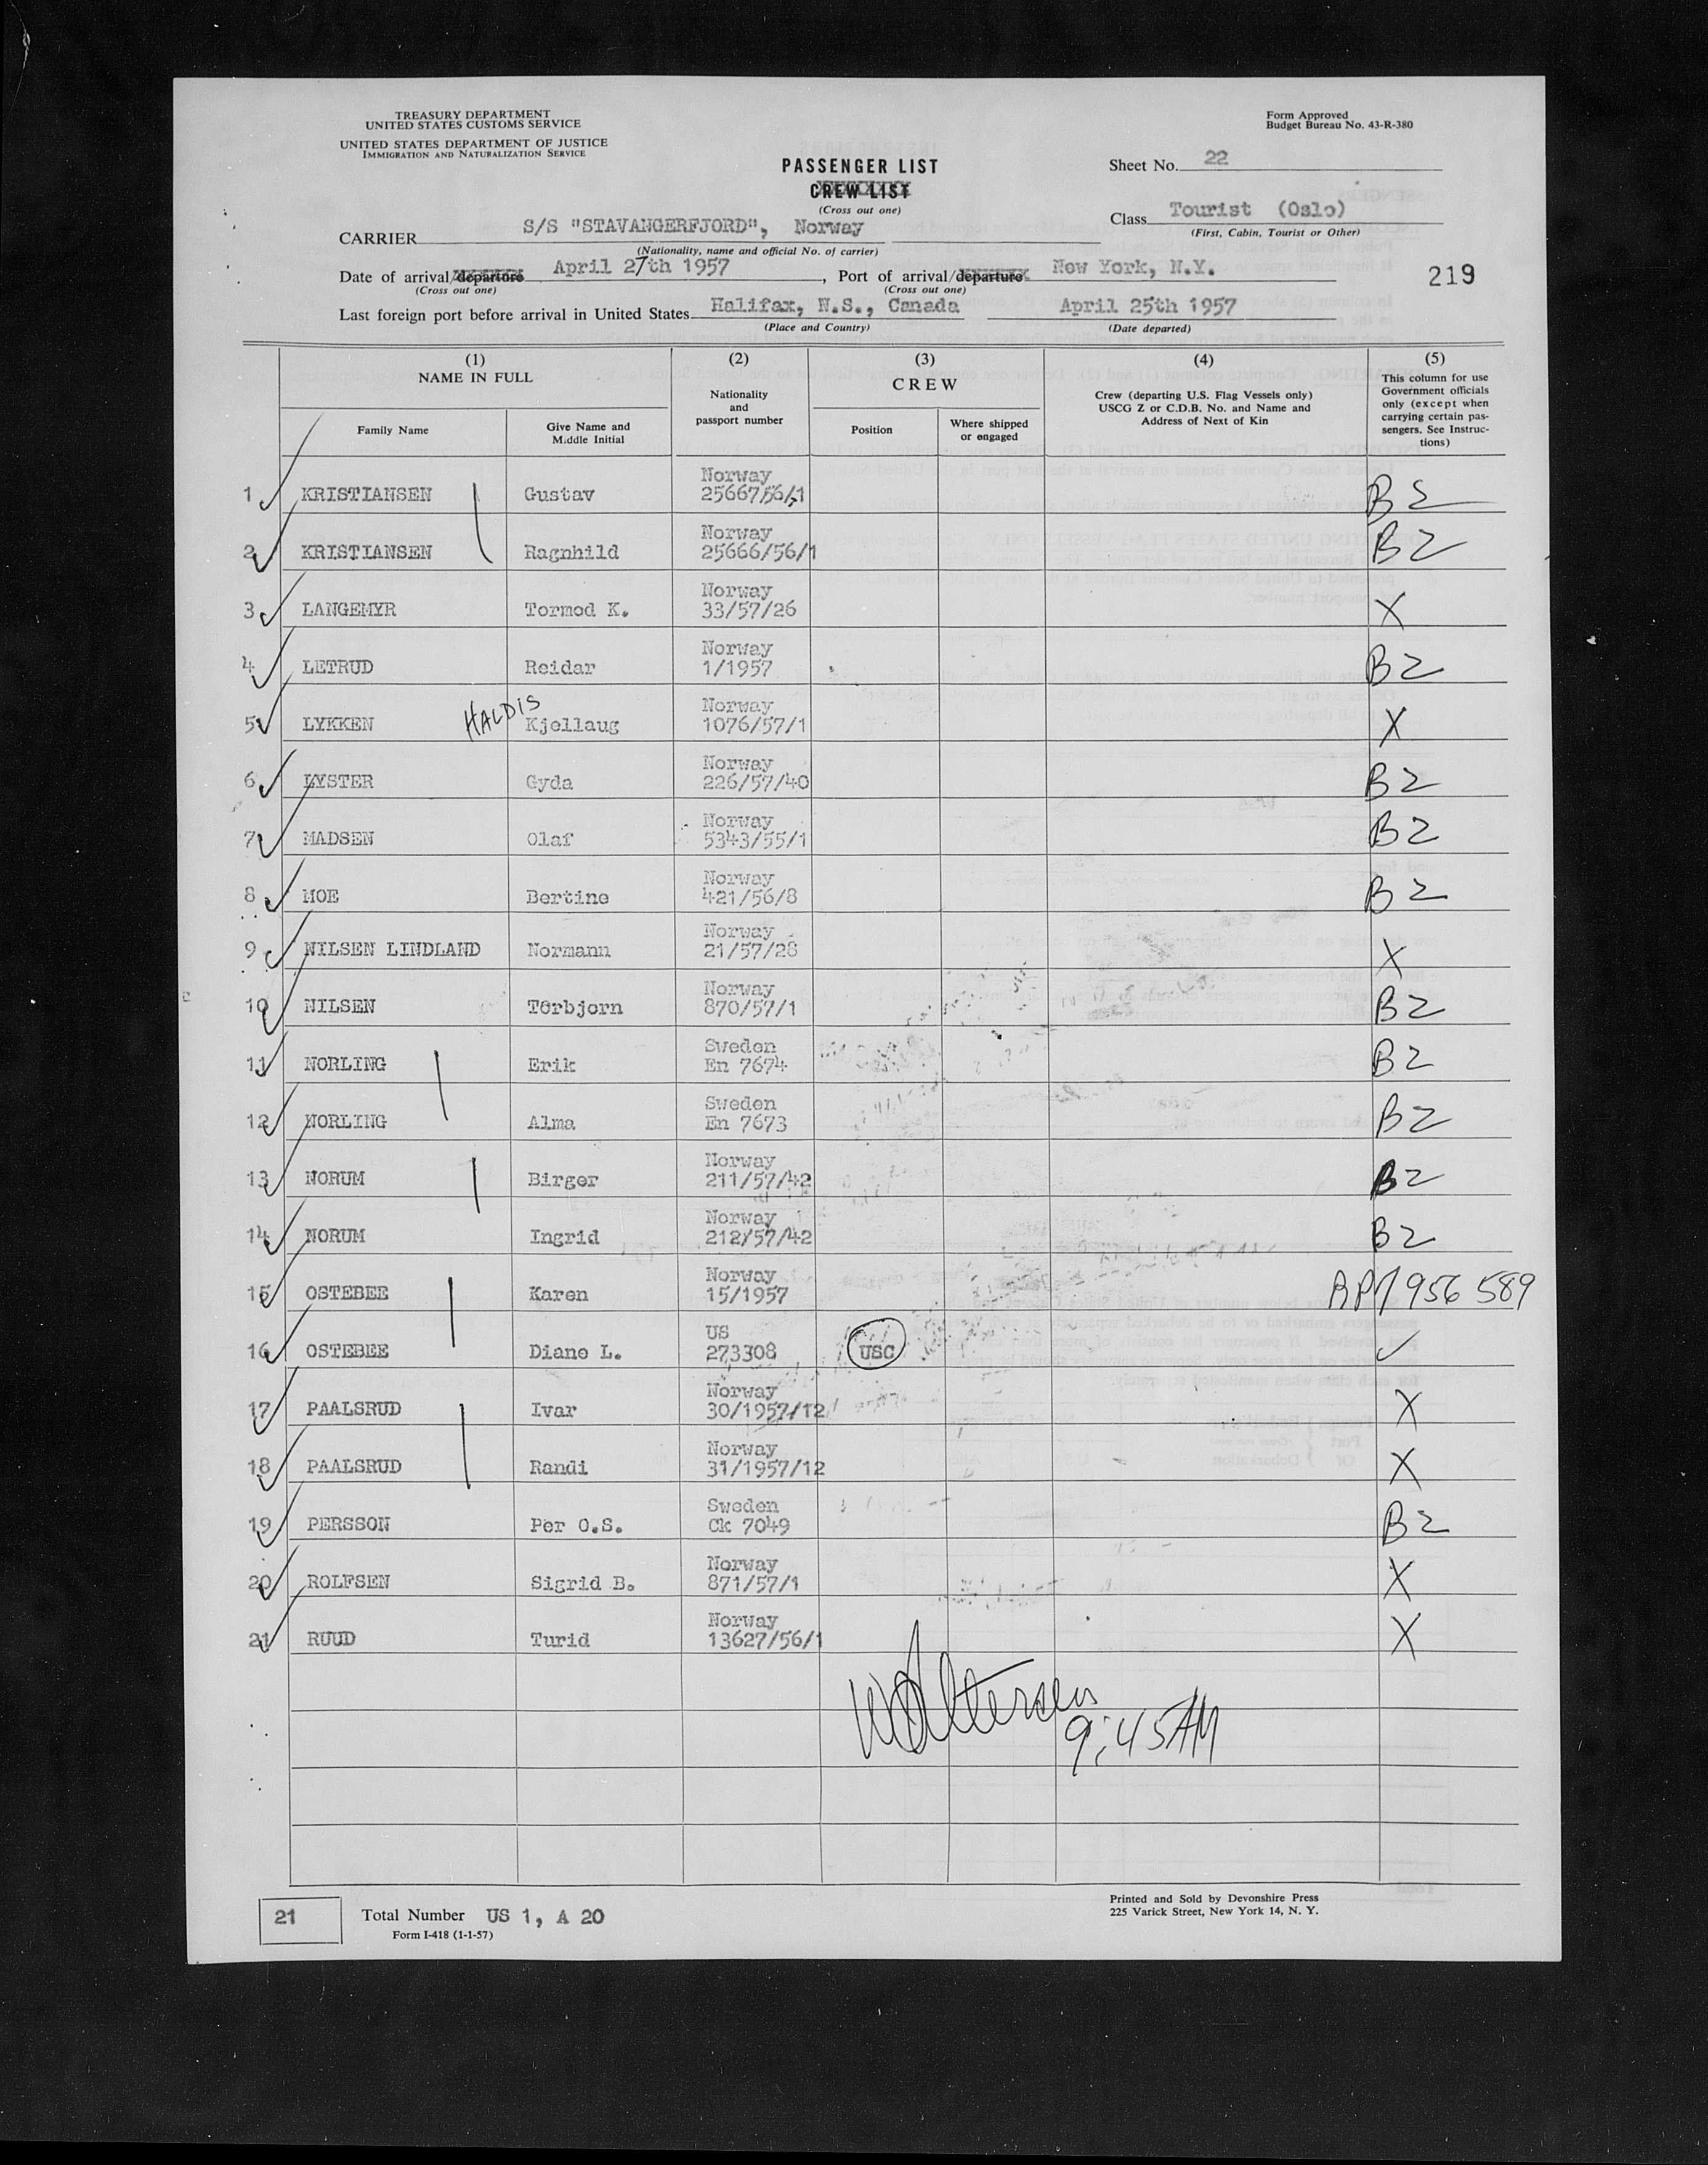 TREASURY DEPARTMENT
UNITED STATES CUSTOMS SERVICE
UNITED STATES DEPARTMENT OF JUSTICE
IMMIGRATION AND NATURALIZATION SERVICE
Form Approved
Budget Bureau No. 43-R-380
PASSENGER LIST
CREW LIST
(Cross out one)
Sheet No. 22
CARRIER S/S "STAVANGERFJORD", Norway
(Nationality, name and official No. of carrier)
Class Tourist (Oslo)
(First, Cabin, Tourist or Other)
Date of arrival/departure April 27th 1957, Port of arrival/departure New York, N.Y.
(Cross out one) (Cross out one)
219
Last foreign port before arrival in United States Halifax, N.S., Canada April 25th 1957
(Place and Country) (Date departed)
(1) (2) (3) (4) (5)
NAME IN FULL
Family Name
Give Name and
Middle Initial
Nationality
and
passport number
CREW
Position
Where shipped
or engaged
Crew (departing U.S. Flag Vessels only)
USCG Z or C.D.B. No. and Name and
Address of Next of Kin
This column for use
Government officials
only (except when
carrying certain pas-
sengers. See Instruc-
tions)
1 KRISTIANSEN Gustav Norway 25667/56/1 B2
2 KRISTIANSEN Ragnhild Norway 25666/56/1 B2
3 LANGEMYR Tormod K. Norway 33/57/26 X
4 LETRUD Reidar Norway 1/1957 B2
5 LYKKEN HALDIS Kjellaug Norway 1076/57/1 X
6 LYSTER Gyda Norway 226/57/40 B2
7 MADSEN Olaf Norway 5343/55/1 B2
8 MOE Bertine Norway 421/56/8 B2
9 NILSEN LINDLAND Normann Norway 21/57/28 X
10 NILSEN Torbjorn Norway 870/57/1 B2
11 NORLING Erik Sweden En 7674 B2
12 NORLING Alma Sweden En 7673 B2
13 NORUM Birger Norway 211/57/42 B2
14 NORUM Ingrid Norway 212/57/42 B2
15 OSTEBEE Karen Norway 15/1957 AP7956589
16 OSTEBEE Diane L. US 273308 USC ✓
17 PAALSRUD Ivar Norway 30/1957/12 X
18 PAALSRUD Randi Norway 31/1957/12 X
19 PERSSON Per O.S. Sweden Ck 7049 B2
20 ROLFSEN Sigrid B. Norway 871/57/1 X
21 RUUD Turid Norway 13627/56/1 X
9:45AM
21 Total Number US 1, A 20
Form I-418 (1-1-57)
Printed and Sold by Devonshire Press
225 Varick Street, New York 14, N. Y.